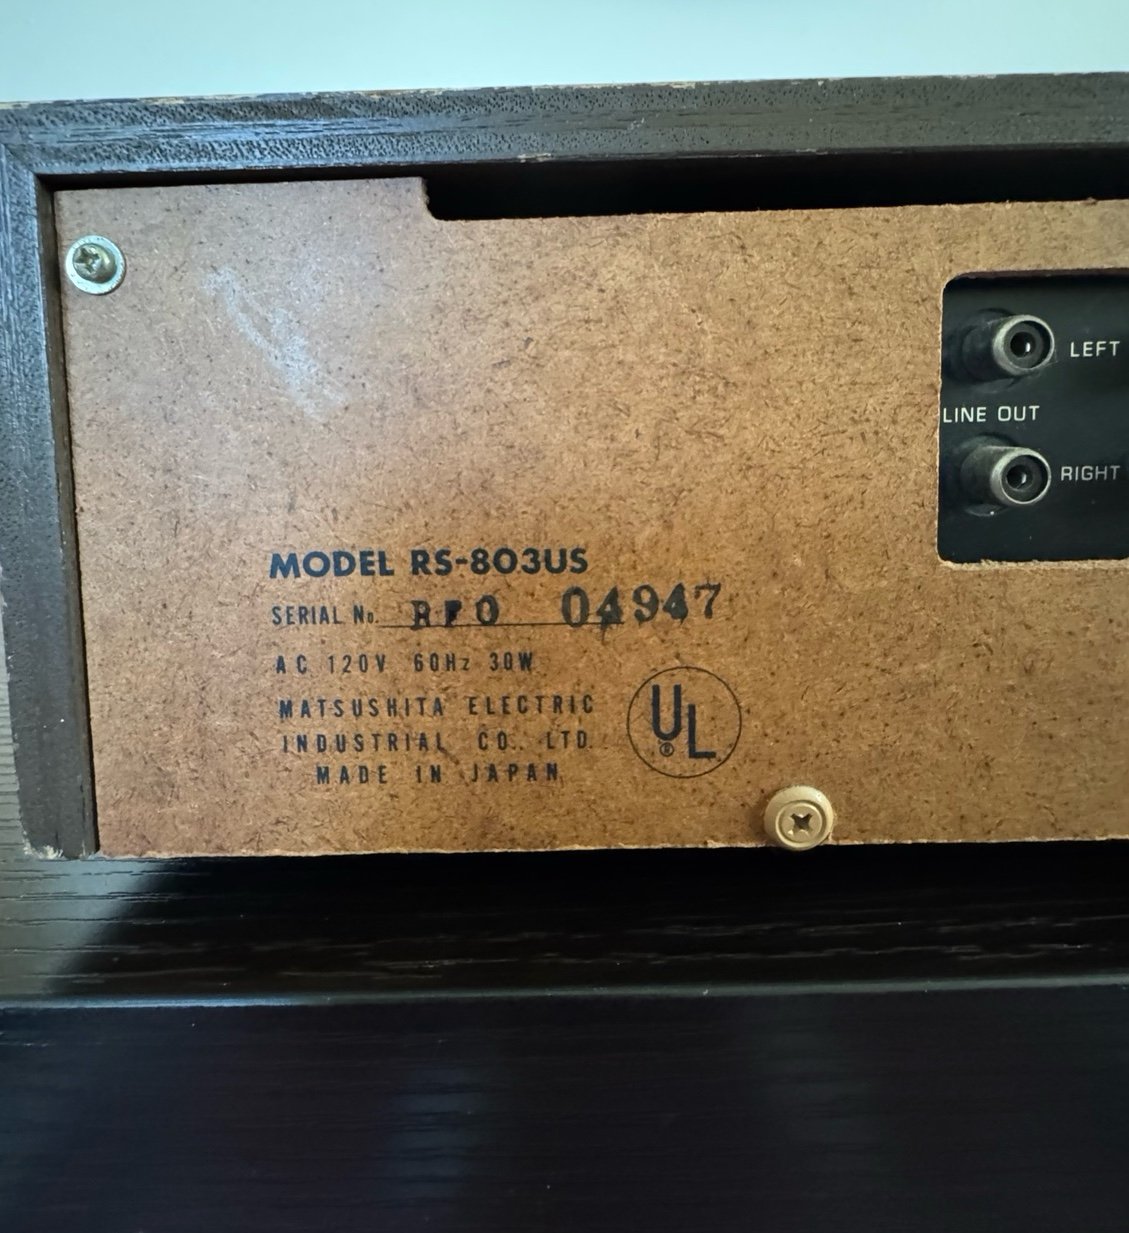 LEFT
LINE OUT
RIGHT
MODEL RS-803US
SERIAL No. 04947
AC 120V 60Hz 30W
MATSUSHITA ELECTRIC
INDUSTRIAL CO., LTD.
MADE IN JAPAN
UL
®